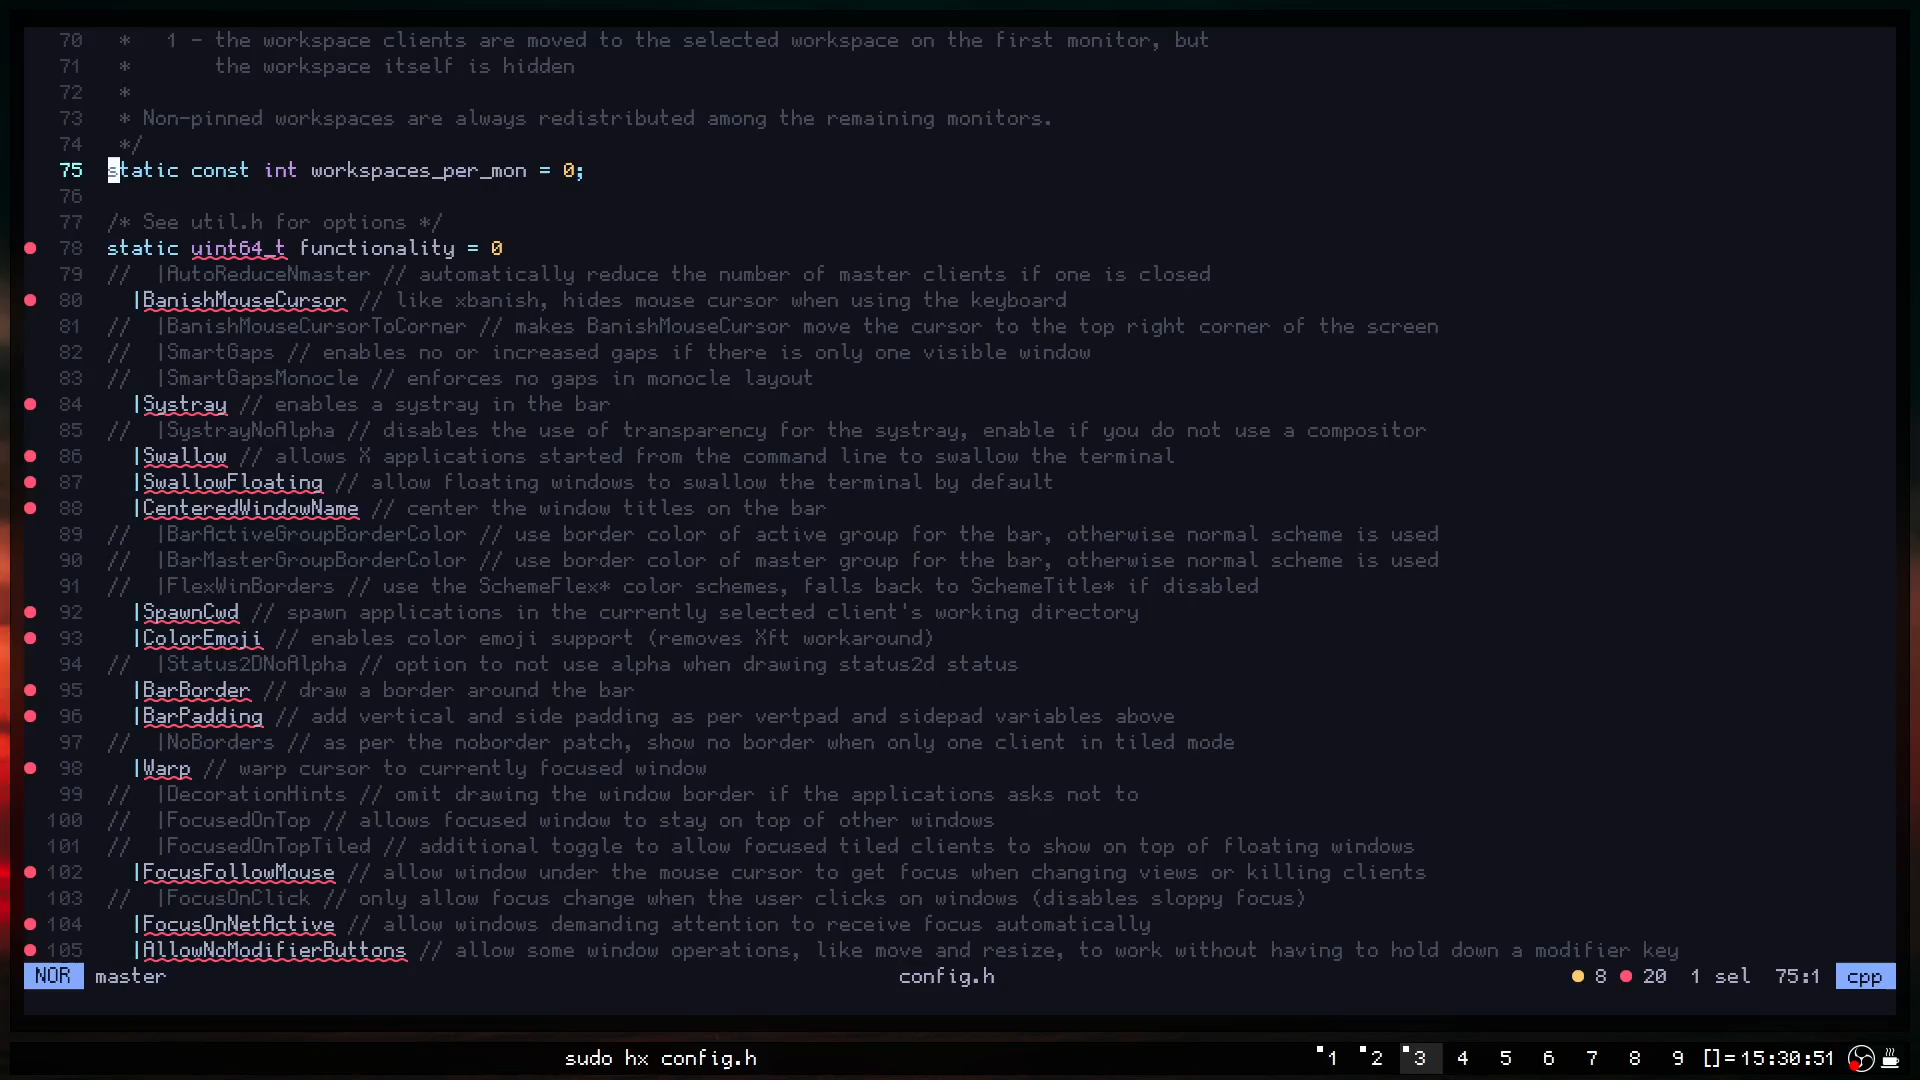 70   *   1 - the workspace clients are moved to the selected workspace on the first monitor, but
71   *       the workspace itself is hidden
72   *
73   * Non-pinned workspaces are always redistributed among the remaining monitors.
74   */
75  static const int workspaces_per_mon = 0;
76
77  /* See util.h for options */
78  static uint64_t functionality = 0
79  //  |AutoReduceNmaster // automatically reduce the number of master clients if one is closed
80    |BanishMouseCursor // like xbanish, hides mouse cursor when using the keyboard
81  //  |BanishMouseCursorToCorner // makes BanishMouseCursor move the cursor to the top right corner of the screen
82  //  |SmartGaps // enables no or increased gaps if there is only one visible window
83  //  |SmartGapsMonocle // enforces no gaps in monocle layout
84    |Systray // enables a systray in the bar
85  //  |SystrayNoAlpha // disables the use of transparency for the systray, enable if you do not use a compositor
86    |Swallow // allows X applications started from the command line to swallow the terminal
87    |SwallowFloating // allow floating windows to swallow the terminal by default
88    |CenteredWindowName // center the window titles on the bar
89  //  |BarActiveGroupBorderColor // use border color of active group for the bar, otherwise normal scheme is used
90  //  |BarMasterGroupBorderColor // use border color of master group for the bar, otherwise normal scheme is used
91  //  |FlexWinBorders // use the SchemeFlex* color schemes, falls back to SchemeTitle* if disabled
92    |SpawnCwd // spawn applications in the currently selected client's working directory
93    |ColorEmoji // enables color emoji support (removes Xft workaround)
94  //  |Status2DNoAlpha // option to not use alpha when drawing status2d status
95    |BarBorder // draw a border around the bar
96    |BarPadding // add vertical and side padding as per vertpad and sidepad variables above
97  //  |NoBorders // as per the noborder patch, show no border when only one client in tiled mode
98    |Warp // warp cursor to currently focused window
99  //  |DecorationHints // omit drawing the window border if the applications asks not to
100  //  |FocusedOnTop // allows focused window to stay on top of other windows
101  //  |FocusedOnTopTiled // additional toggle to allow focused tiled clients to show on top of floating windows
102    |FocusFollowMouse // allow window under the mouse cursor to get focus when changing views or killing clients
103  //  |FocusOnClick // only allow focus change when the user clicks on windows (disables sloppy focus)
104    |FocusOnNetActive // allow windows demanding attention to receive focus automatically
105    |AllowNoModifierButtons // allow some window operations, like move and resize, to work without having to hold down a modifier key
NOR master config.h ● 8 ● 20 1 sel 75:1 cpp
sudo hx config.h 1 2 3 4 5 6 7 8 9 []= 15:30:51